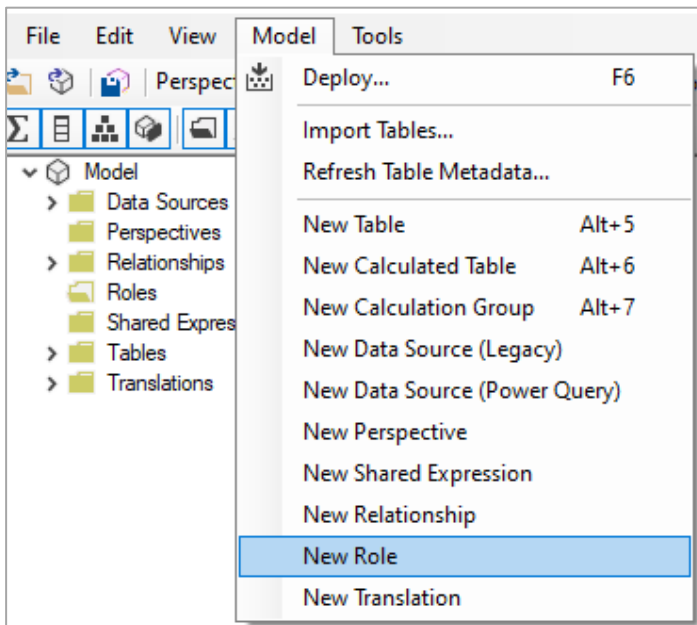 File Edit View Model Tools
Perspec
Deploy... F6
Import Tables...
Refresh Table Metadata...
New Table Alt+5
New Calculated Table Alt+6
New Calculation Group Alt+7
New Data Source (Legacy)
New Data Source (Power Query)
New Perspective
New Shared Expression
New Relationship
New Role
New Translation
Model
Data Sources
Perspectives
Relationships
Roles
Shared Expres
Tables
Translations